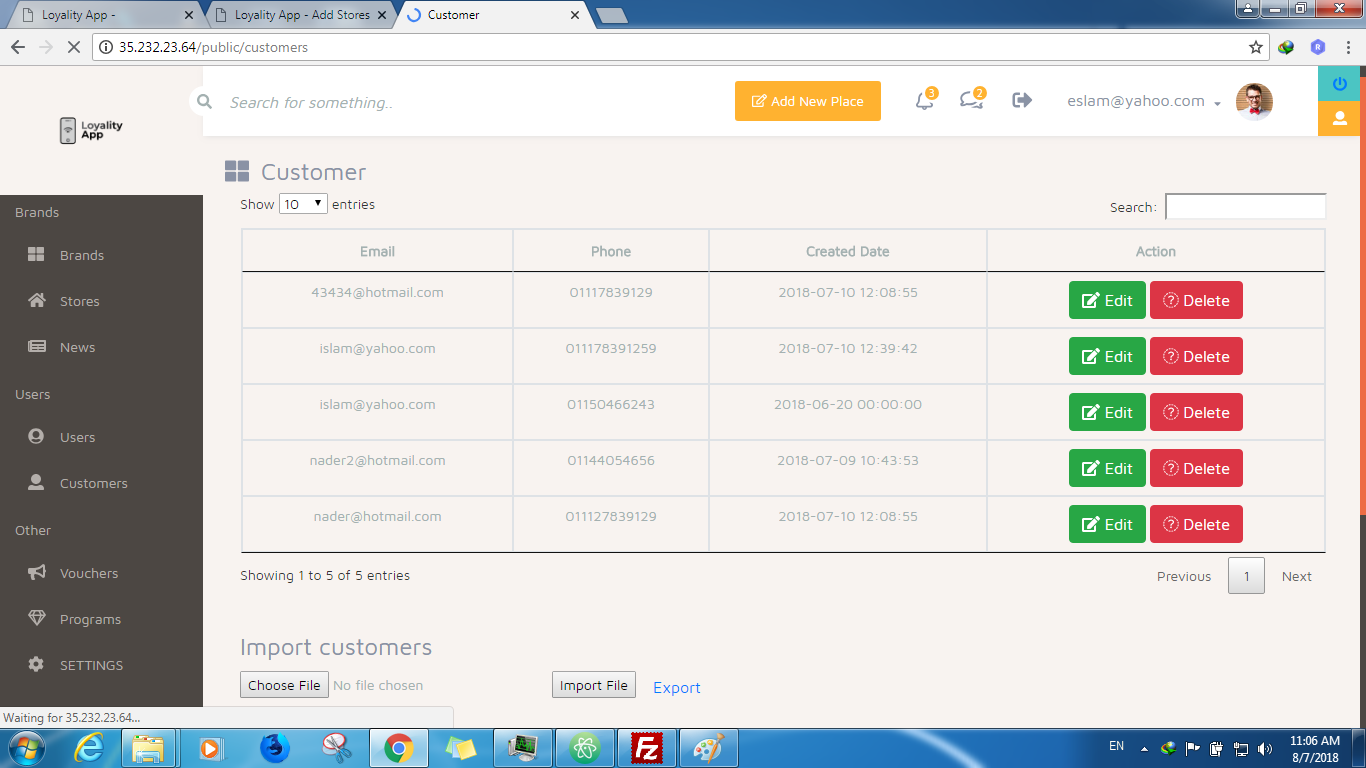 Loyality App -
Loyality App - Add Stores
Customer
35.232.23.64/public/customers
R
Loyality
App
Search for something..
Add New Place
3
2
eslam@yahoo.com
Customer
Show 10 entries
Search:
Email Phone Created Date Action
43434@hotmail.com 01117839129 2018-07-10 12:08:55 Edit Delete
islam@yahoo.com 011178391259 2018-07-10 12:39:42 Edit Delete
islam@yahoo.com 01150466243 2018-06-20 00:00:00 Edit Delete
nader2@hotmail.com 01144054656 2018-07-09 10:43:53 Edit Delete
nader@hotmail.com 011127839129 2018-07-10 12:08:55 Edit Delete
Showing 1 to 5 of 5 entries
Previous 1 Next
Import customers
Choose File No file chosen
Import File
Export
Brands
Brands
Stores
News
Users
Users
Customers
Other
Vouchers
Programs
SETTINGS
Waiting for 35.232.23.64...
Fz
EN
11:06 AM
8/7/2018